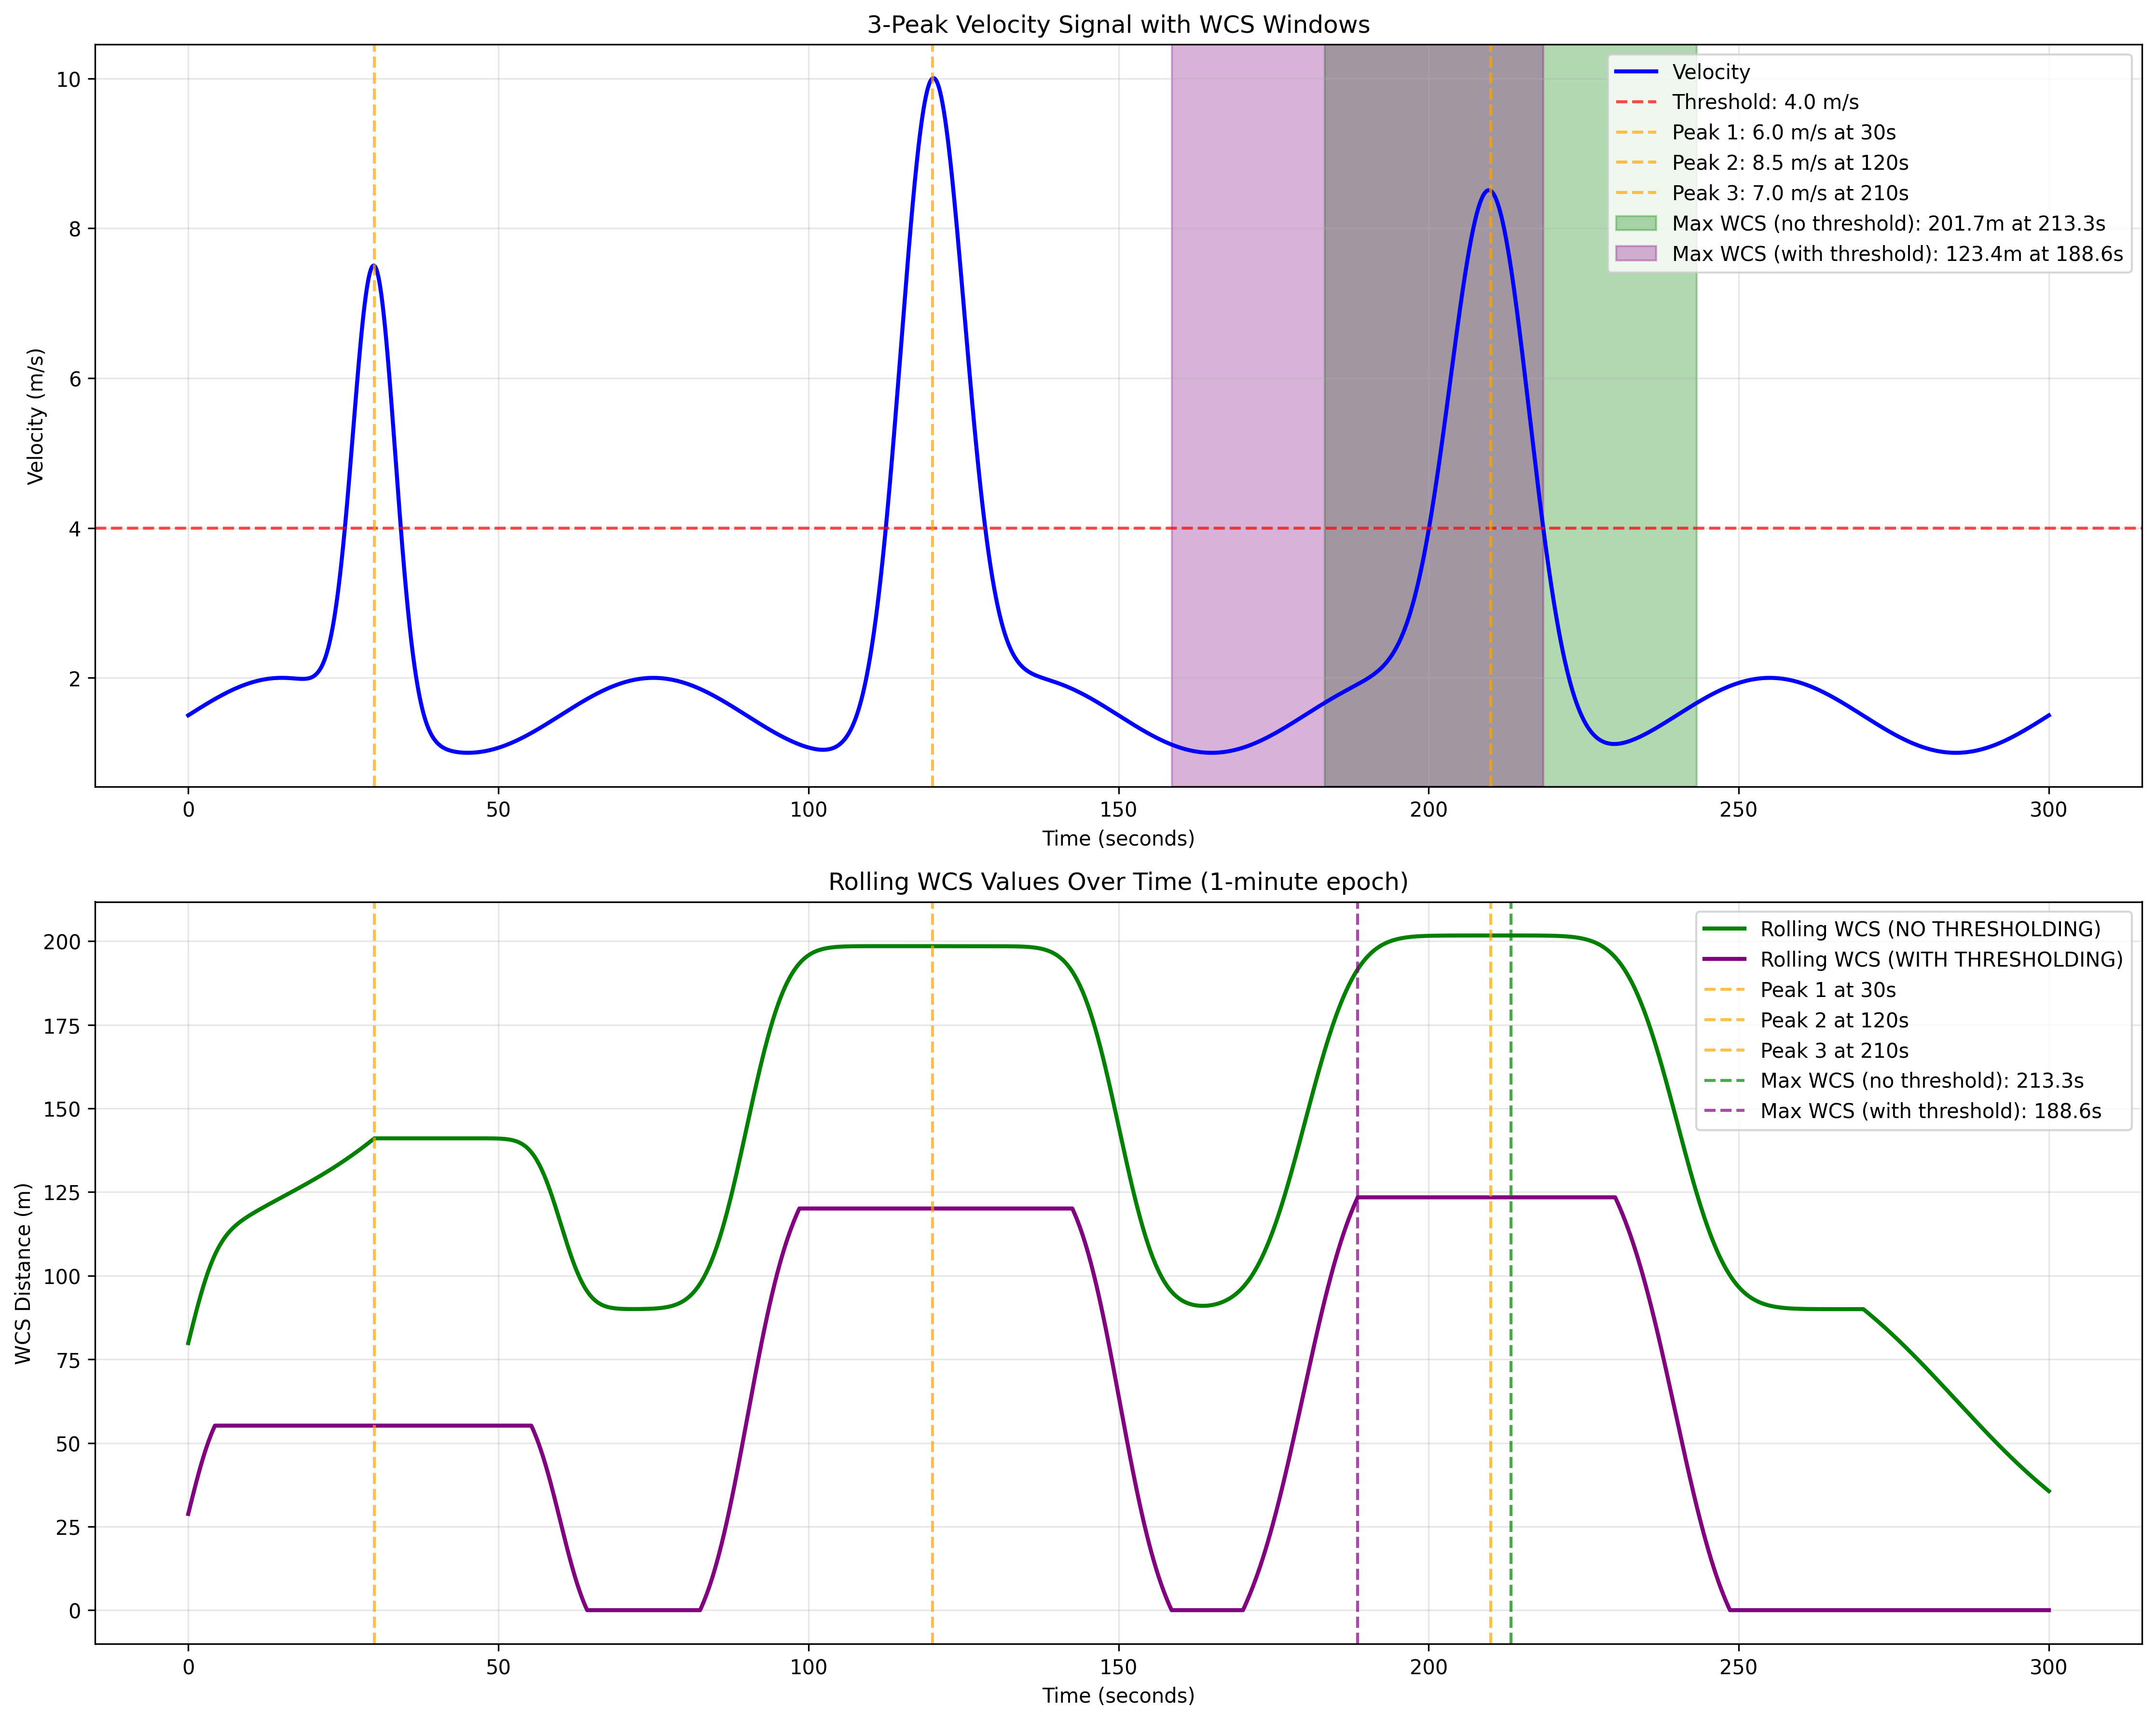 3-Peak Velocity Signal with WCS Windows
Velocity (m/s)
10
8
6
4
2
Velocity
Threshold: 4.0 m/s
Peak 1: 6.0 m/s at 30s
Peak 2: 8.5 m/s at 120s
Peak 3: 7.0 m/s at 210s
Max WCS (no threshold): 201.7m at 213.3s
Max WCS (with threshold): 123.4m at 188.6s
0 50 100 150 200 250 300
Time (seconds)
Rolling WCS Values Over Time (1-minute epoch)
WCS Distance (m)
200
175
150
125
100
75
50
25
0
Rolling WCS (NO THRESHOLDING)
Rolling WCS (WITH THRESHOLDING)
Peak 1 at 30s
Peak 2 at 120s
Peak 3 at 210s
Max WCS (no threshold): 213.3s
Max WCS (with threshold): 188.6s
0 50 100 150 200 250 300
Time (seconds)